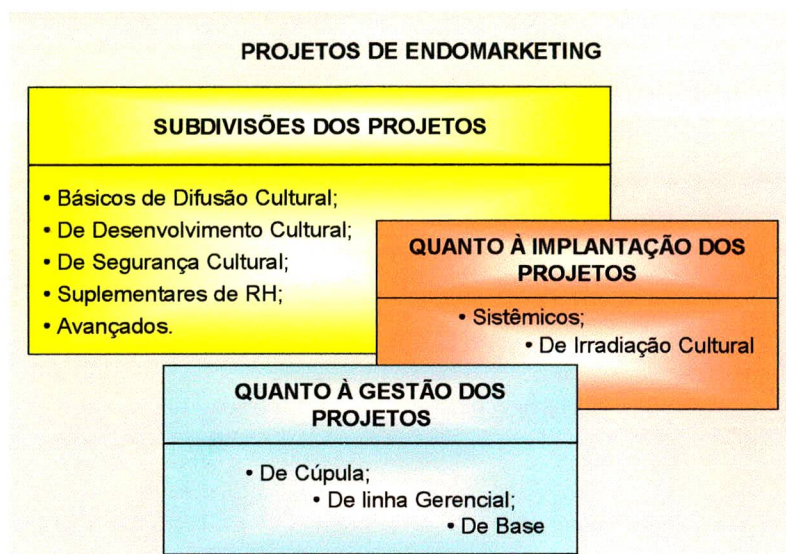 PROJETOS DE ENDOMARKETING
SUBDIVISÕES DOS PROJETOS
• Básicos de Difusão Cultural;
• De Desenvolvimento Cultural;
• De Segurança Cultural;
• Suplementares de RH;
• Avançados.
QUANTO À IMPLANTAÇÃO DOS
PROJETOS
• Sistêmicos;
• De Irradiação Cultural
QUANTO À GESTÃO DOS
PROJETOS
• De Cúpula;
• De linha Gerencial;
• De Base